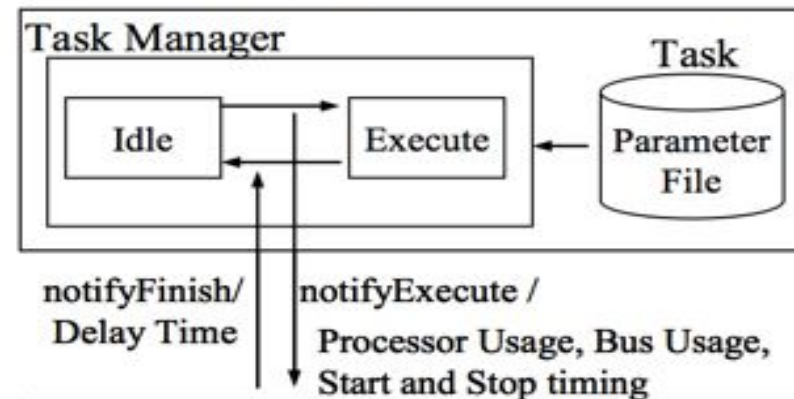 Task Manager
Task
Idle
Execute
Parameter
File
notifyFinish/
Delay Time
notifyExecute /
Processor Usage, Bus Usage,
Start and Stop timing